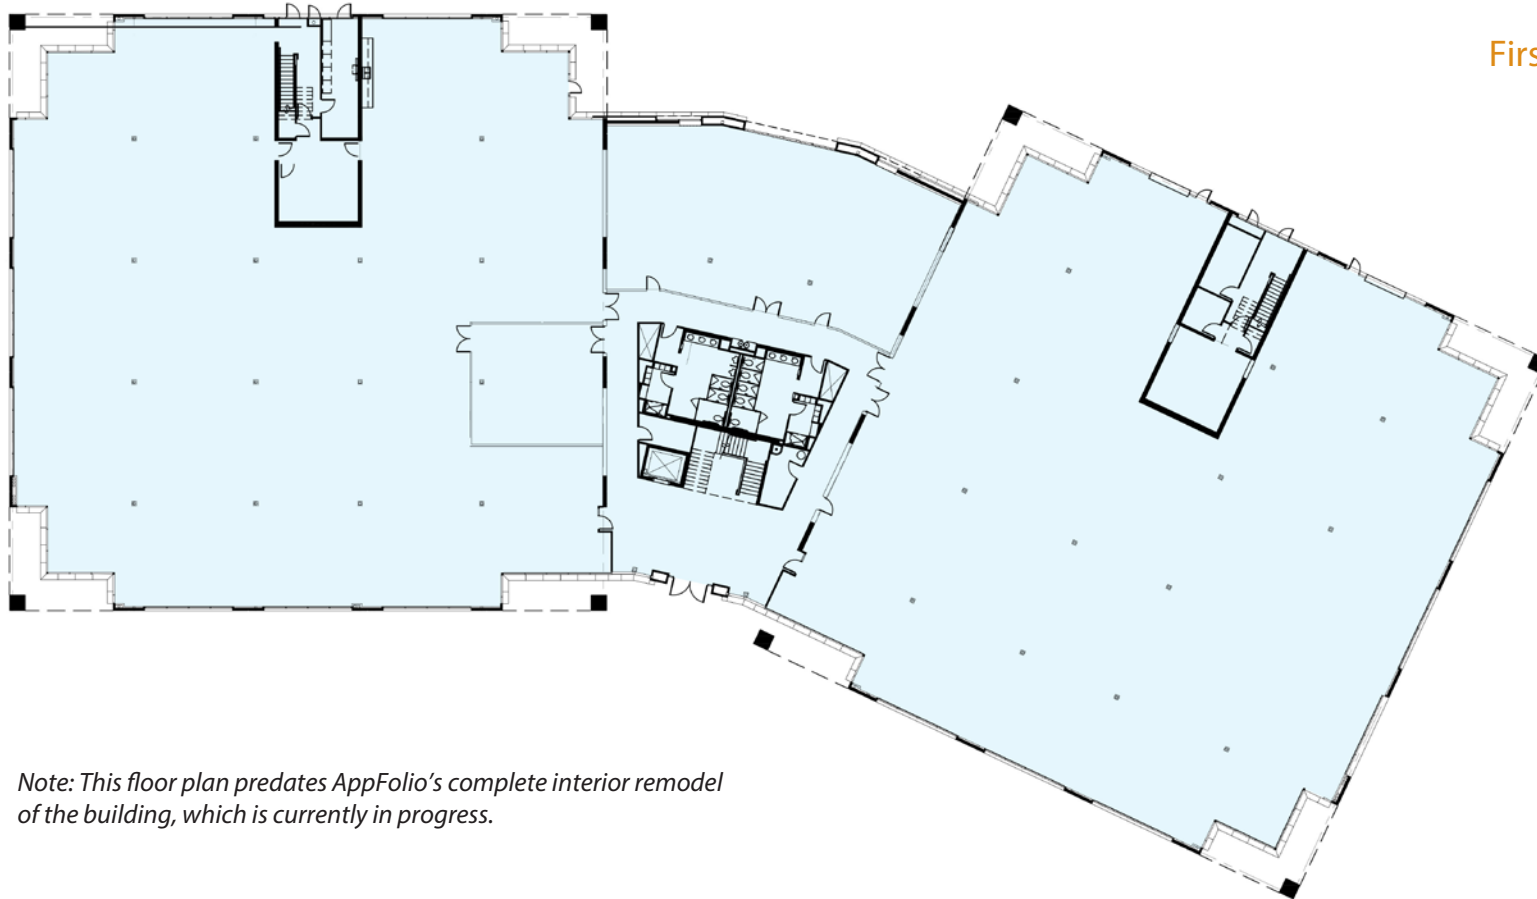 Firs
Note: This floor plan predates AppFolio's complete interior remodel
of the building, which is currently in progress.